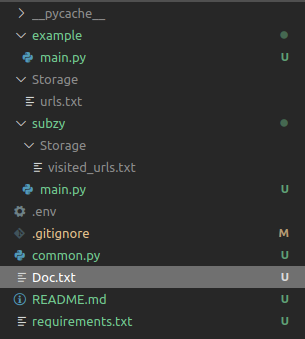 __pycache__
example
main.py U
Storage
urls.txt
subzy
Storage
visited_urls.txt
main.py U
.env
.gitignore M
common.py U
Doc.txt U
README.md U
requirements.txt U